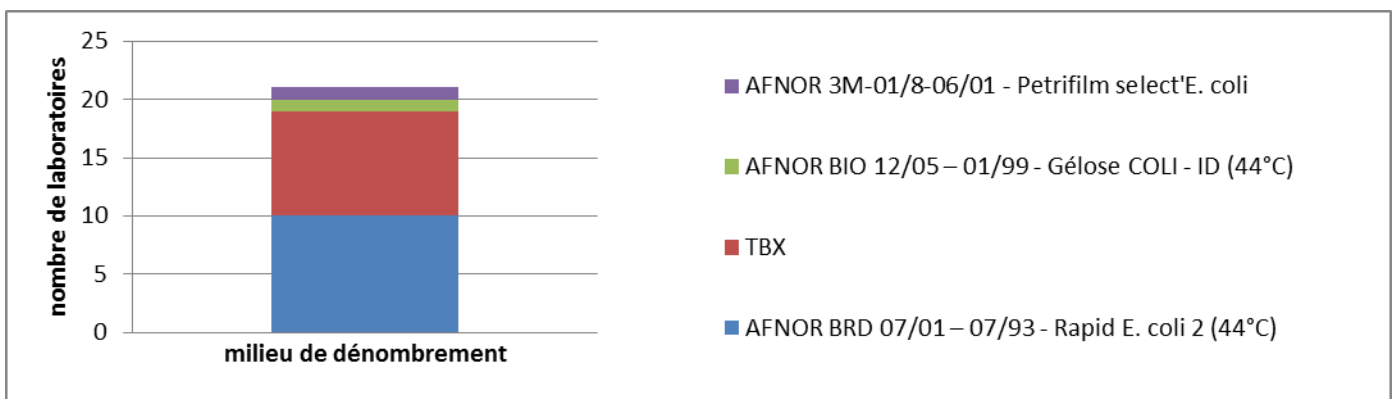 25
20
15
10
5
0
nombre de laboratoires
milieu de dénombrement
AFNOR 3M-01/8-06/01 - Petrifilm select'E. coli
AFNOR BIO 12/05 – 01/99 - Gélose COLI - ID (44°C)
TBX
AFNOR BRD 07/01 – 07/93 - Rapid E. coli 2 (44°C)